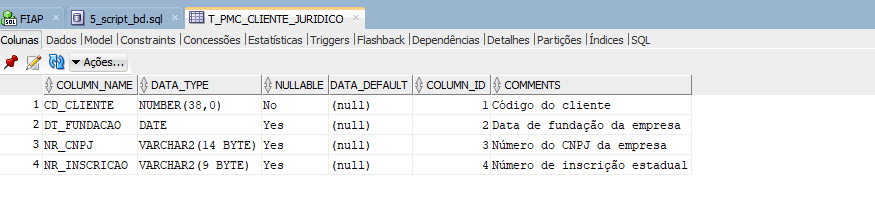 FIAP 5_script_bd.sql T_PMC_CLIENTE_JURIDICO
Colunas Dados Model Constraints Concessões Estatísticas Triggers Flashback Dependências Detalhes Partições Índices SQL
Ações...
COLUMN_NAME DATA_TYPE NULLABLE DATA_DEFAULT COLUMN_ID COMMENTS
1 CD_CLIENTE NUMBER(38,0) No (null) 1 Código do cliente
2 DT_FUNDACAO DATE Yes (null) 2 Data de fundação da empresa
3 NR_CNPJ VARCHAR2(14 BYTE) Yes (null) 3 Número do CNPJ da empresa
4 NR_INSCRICAO VARCHAR2(9 BYTE) Yes (null) 4 Número de inscrição estadual